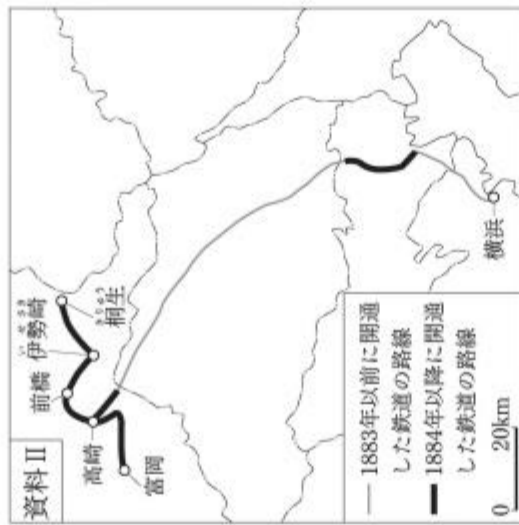 資料Ⅱ
前橋
いせさき
伊勢崎
きりゅう
桐生
高崎
富岡
横浜
1883年以前に開通
した鉄道の路線
1884年以降に開通
した鉄道の路線
0 20km